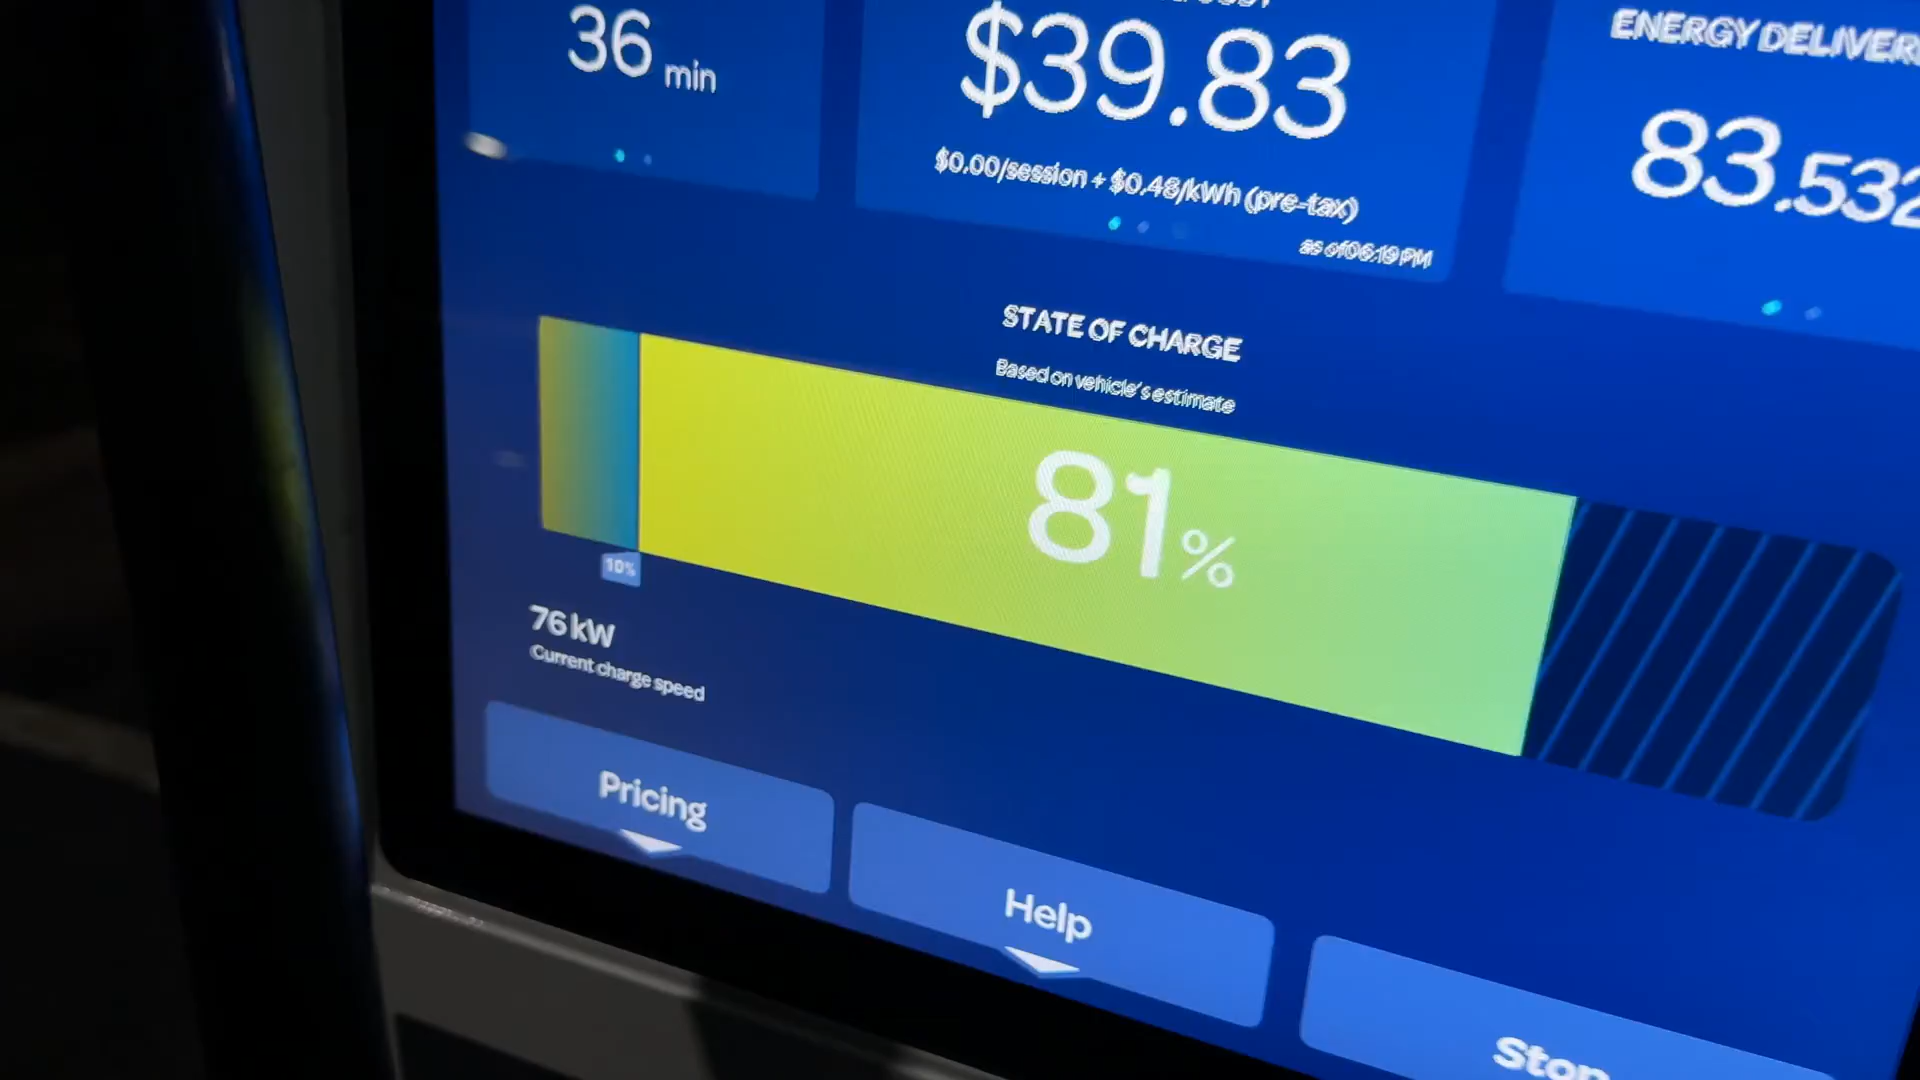 36 min
$39.83
$0.00/session + $0.48/kWh (pre-tax)
as of 06:19 PM
ENERGY
83.532
STATE OF CHARGE
Based on vehicle's estimate
81%
10%
76 kW
Current charge speed
Pricing
Help
Stop